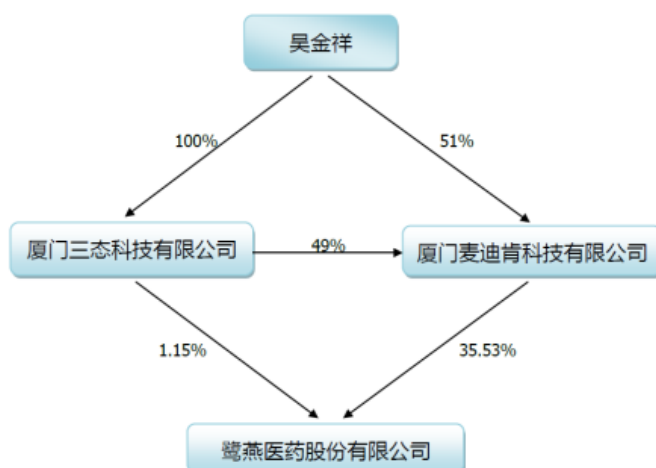 吴金祥
100%
51%
厦门三态科技有限公司
49%
厦门麦迪肯科技有限公司
1.15%
35.53%
鹭燕医药股份有限公司